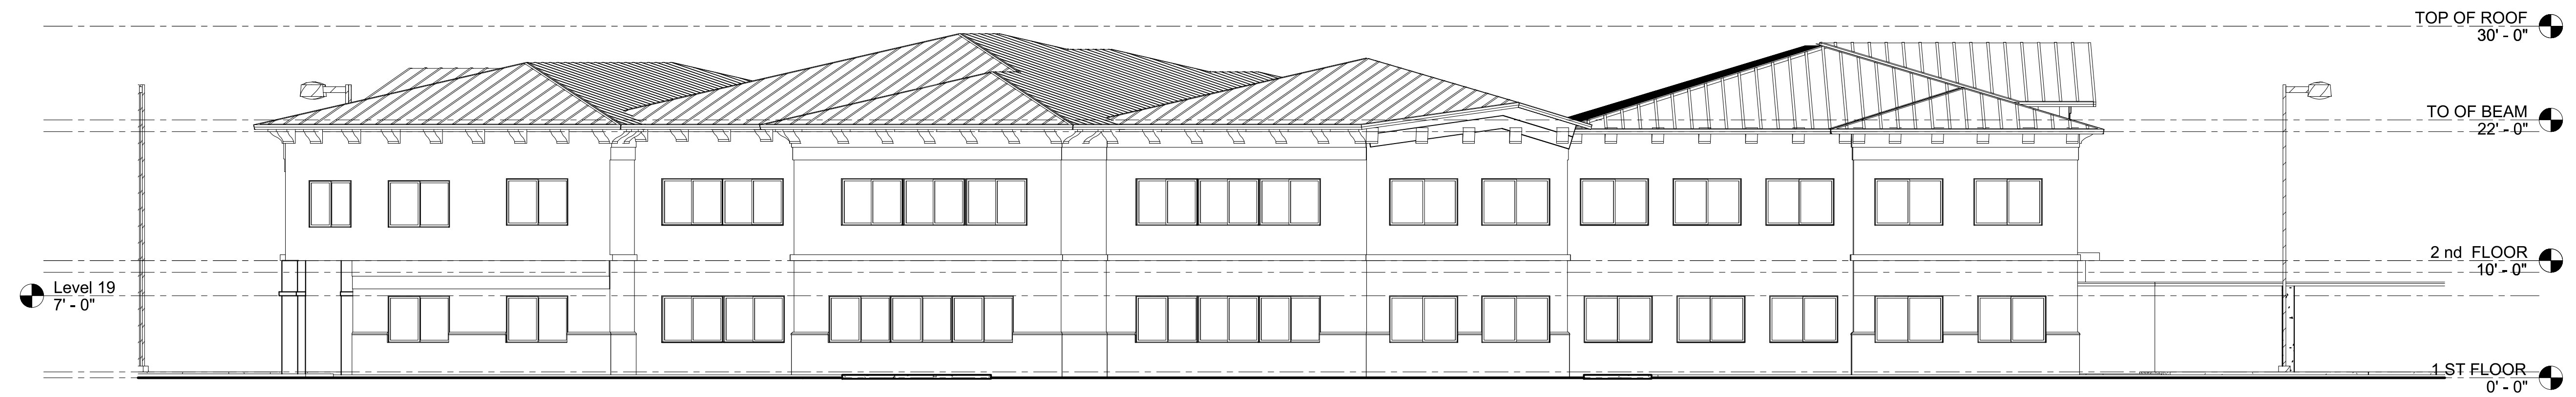 TOP OF ROOF
30' - 0"
TO OF BEAM
22' - 0"
2 nd FLOOR
10' - 0"
Level 19
7' - 0"
1 ST FLOOR
0' - 0"